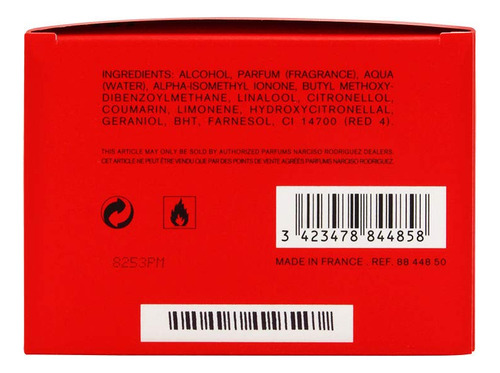 INGREDIENTS: ALCOHOL, PARFUM (FRAGRANCE), AQUA
(WATER), ALPHA-ISOMETHYL IONONE, BUTYL METHOXY-
DIBENZOYLMETHANE, LINALOOL, CITRONELLOL,
COUMARIN, LIMONENE, HYDROXYCITRONELLAL,
GERANIOL, BHT, FARNESOL, CI 14700 (RED 4).
THIS ARTICLE MAY ONLY BE SOLD BY AUTHORIZED PARFUMS NARCISO RODRIGUEZ DEALERS.
CET ARTICLE NE PEUT ÊTRE VENDU QUE PAR DES POINTS DE VENTE AGRÉÉS PARFUMS NARCISO RODRIGUEZ.
3 423478 844858
8253PM
MADE IN FRANCE . REF. 88 448 50